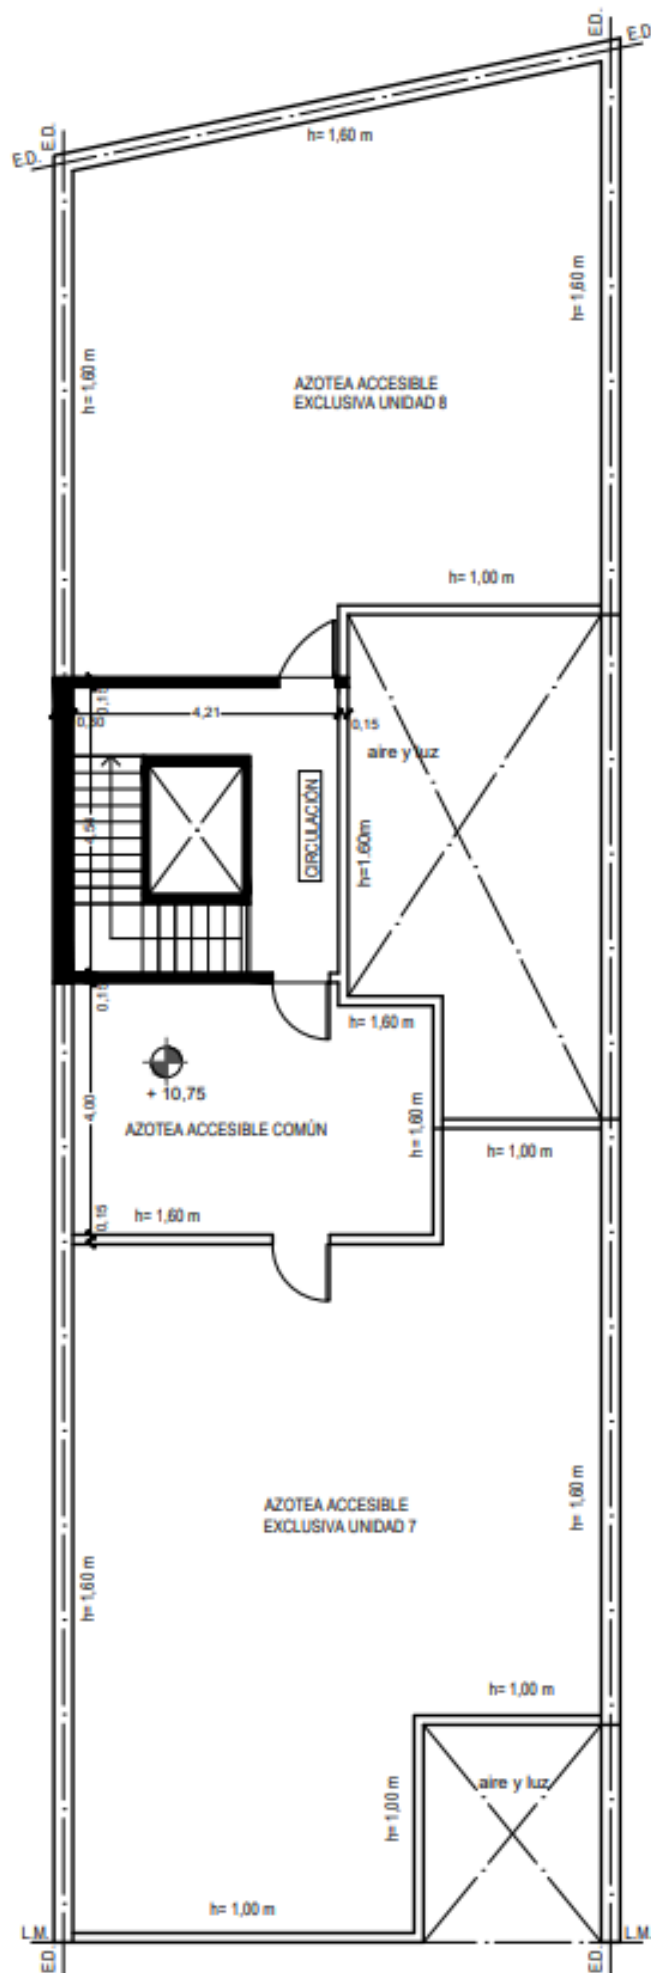 E.D.
E.D.
E.D.
E.D.
h= 1,60 m
h= 1,60 m
h= 1,60 m
AZOTEA ACCESIBLE
EXCLUSIVA UNIDAD 8
h= 1,00 m
0,15
0,30
4,21
0,15
aire y luz
CIRCULACIÓN
h=1.60m
0,15
h= 1,60 m
+ 10,75
4,00
AZOTEA ACCESIBLE COMÚN
h= 1,60 m
h= 1,00 m
0,15
h= 1,60 m
AZOTEA ACCESIBLE
EXCLUSIVA UNIDAD 7
h= 1,60 m
h= 1,60 m
h= 1,00 m
aire y luz
h= 1,00 m
h= 1,00 m
L.M.
L.M.
E.D.
E.D.